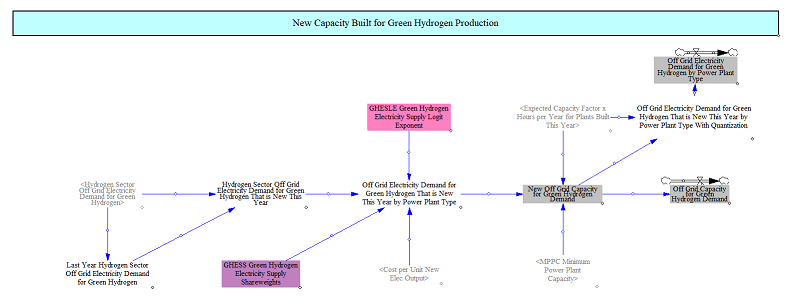 New Capacity Built for Green Hydrogen Production
Off Grid Electricity
Demand for Green
Hydrogen by Power Plant
Type
GHESLE Green Hydrogen
Electricity Supply Logit
Exponent
<Expected Capacity Factor x
Hours per Year for Plants Built
This Year>
Off Grid Electricity Demand for Green
Hydrogen That is New This Year by
Power Plant Type With Quantization
<Hydrogen Sector
Off Grid Electricity
Demand for Green
Hydrogen>
Hydrogen Sector Off Grid
Electricity Demand for Green
Hydrogen That is New This
Year
Off Grid Electricity Demand for
Green Hydrogen That is New
This Year by Power Plant Type
New Off Grid Capacity
for Green Hydrogen
Demand
Off Grid Capacity
for Green
Hydrogen Demand
Last Year Hydrogen Sector
Off Grid Electricity Demand
for Green Hydrogen
GHESS Green Hydrogen
Electricity Supply
Shareweights
<Cost per Unit New
Elec Output>
<MPPC Minimum
Power Plant
Capacity>